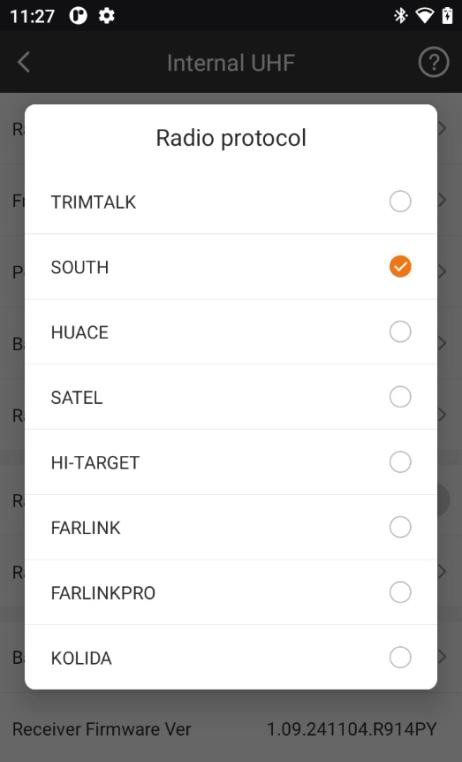 11:27
Internal UHF
Radio protocol
TRIMTALK
SOUTH
HUACE
SATEL
HI-TARGET
FARLINK
FARLINKPRO
KOLIDA
Receiver Firmware Ver 1.09.241104.R914PY